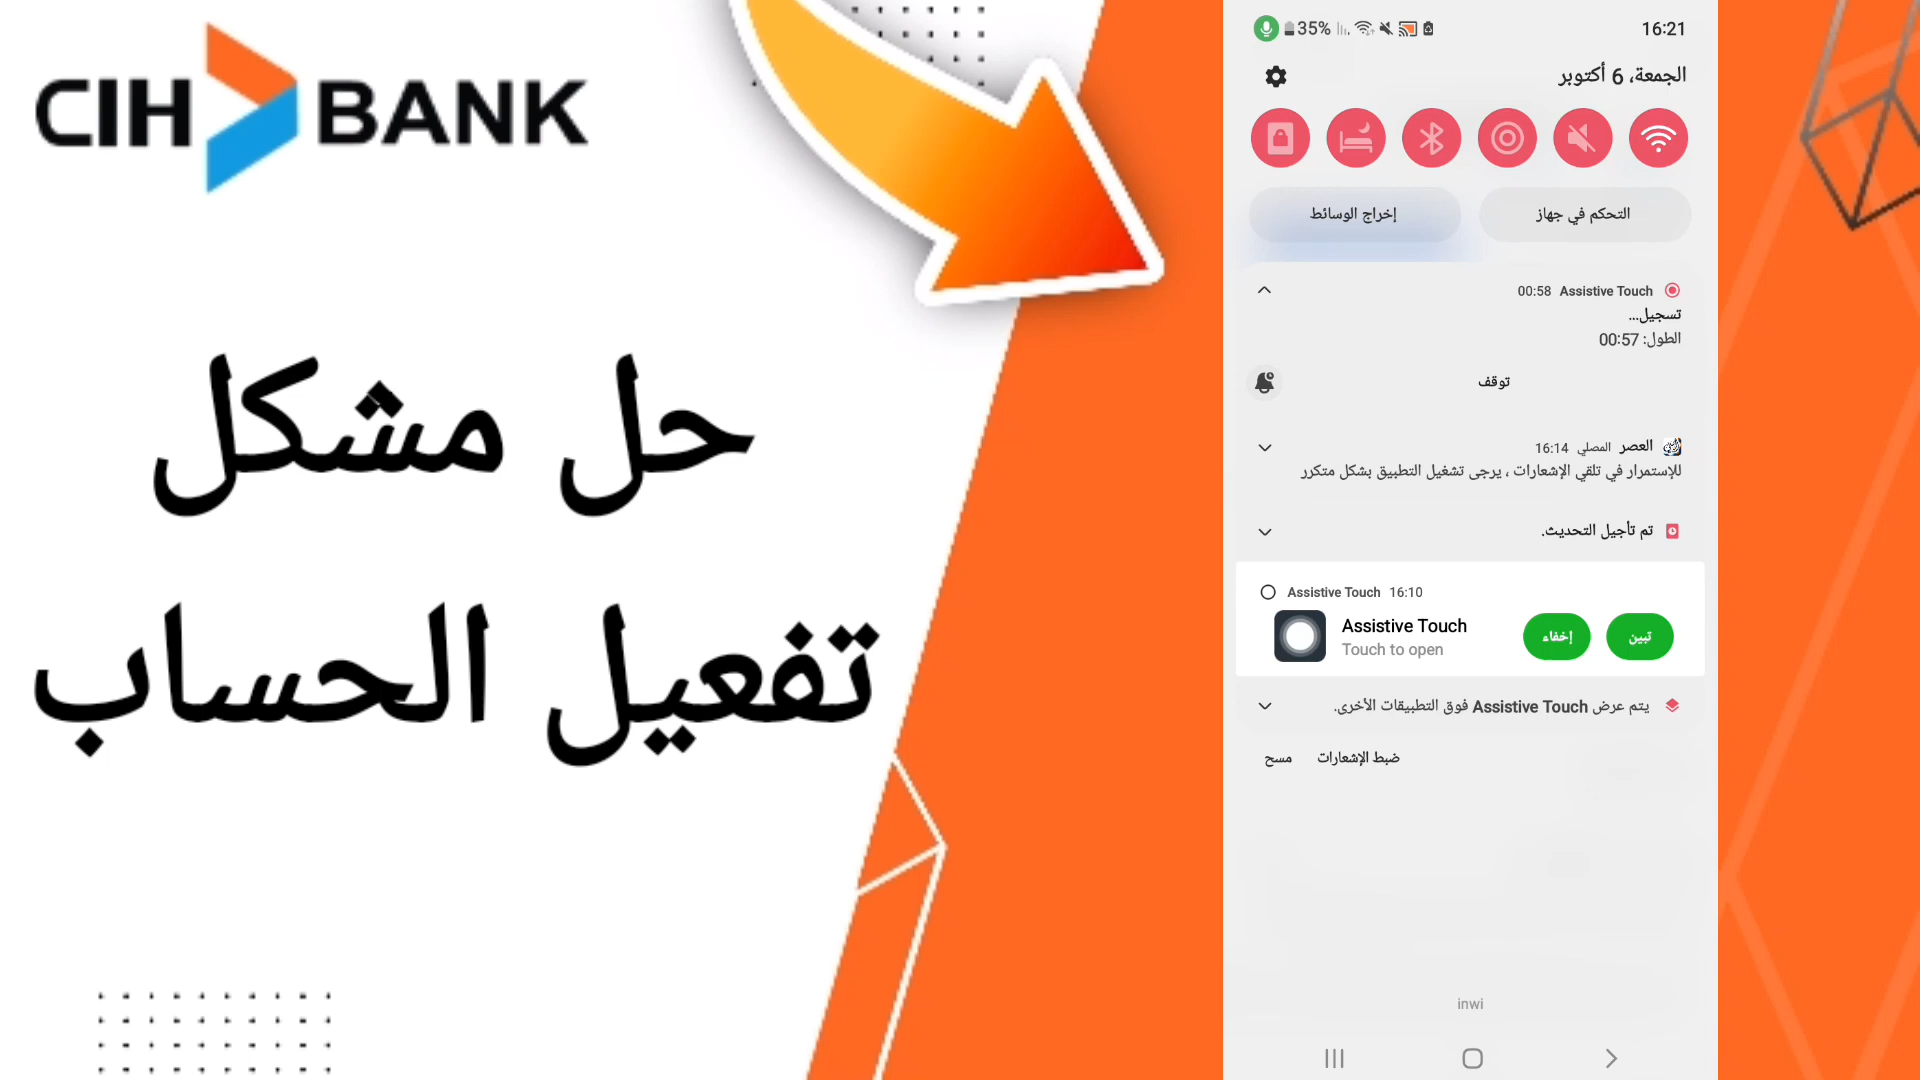 CIH BANK
حل مشكل
تفعيل الحساب
35%
16:21
الجمعة، 6 أكتوبر
التحكم في جهاز
إخراج الوسائط
Assistive Touch 00:58
تسجيل...
الطول: 00:57
توقف
العصر المصلي 16:14
للإستمرار في تلقي الإشعارات ، يرجى تشغيل التطبيق بشكل متكرر
تم تأجيل التحديث.
Assistive Touch 16:10
Assistive Touch
Touch to open
إخفاء
تبين
يتم عرض Assistive Touch فوق التطبيقات الأخرى.
ضبط الإشعارات
مسح
inwi